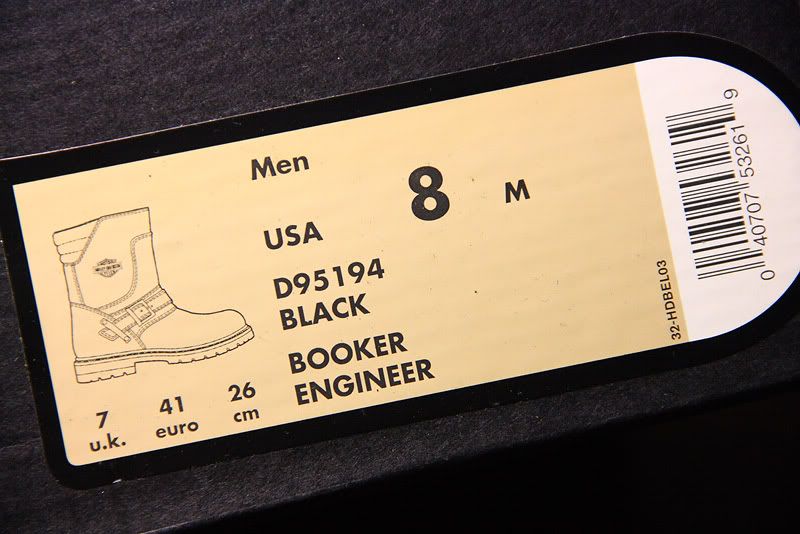 Men
USA
8
M
D95194
BLACK
BOOKER
ENGINEER
7
u.k.
41
euro
26
cm
32-HDBEL03
0 40707 53261 9